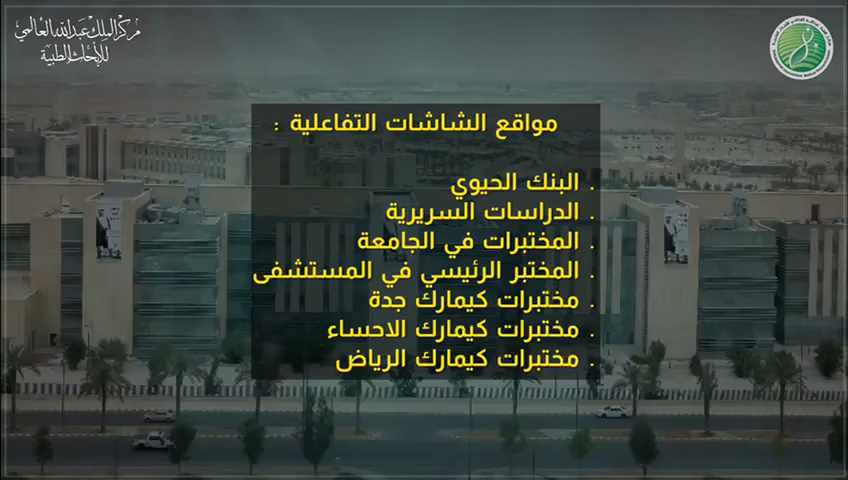 مركز الملك عبدالله العالمي
للأبحاث الطبية
مواقع الشاشات التفاعلية :
. البنك الحيوي
. الدراسات السريرية
. المختبرات في الجامعة
. المختبر الرئيسي في المستشفى
. مختبرات كيمارك جدة
. مختبرات كيمارك الاحساء
. مختبرات كيمارك الرياض